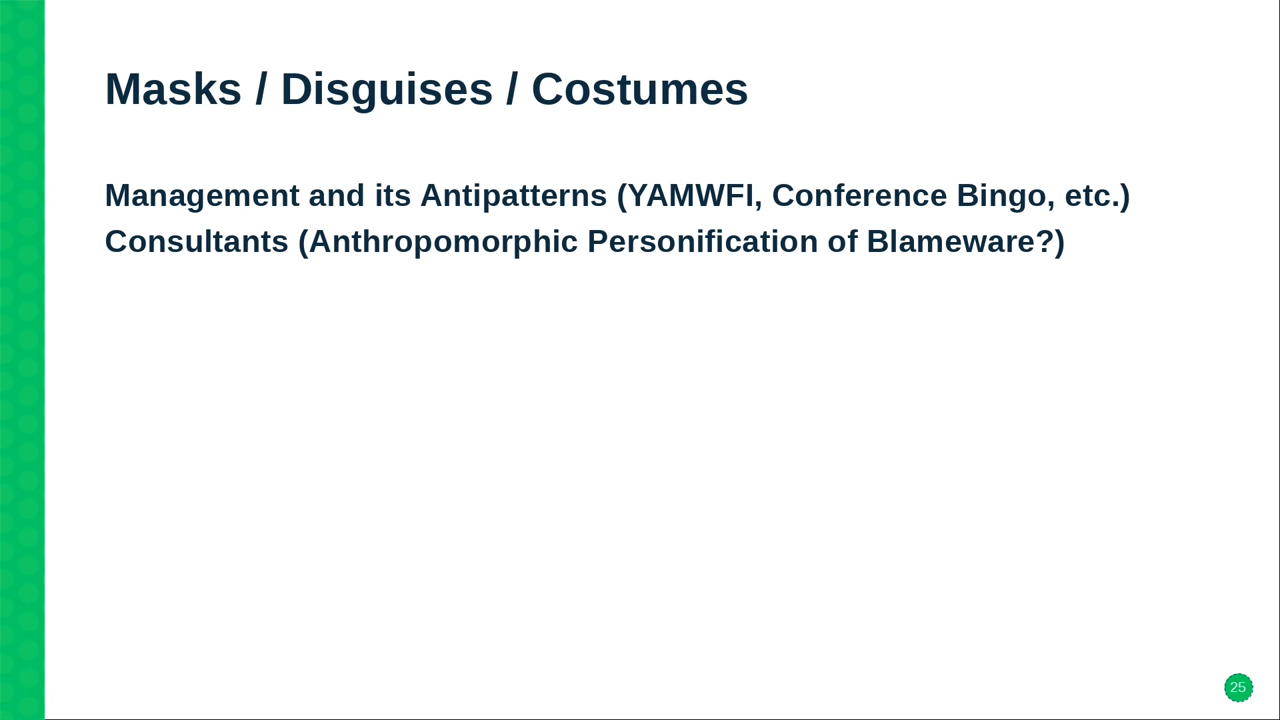 Masks / Disguises / Costumes
Management and its Antipatterns (YAMWFI, Conference Bingo, etc.)
Consultants (Anthropomorphic Personification of Blameware?)
25